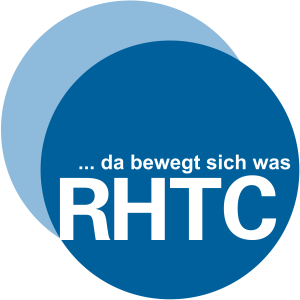 ... da bewegt sich was
RHTC